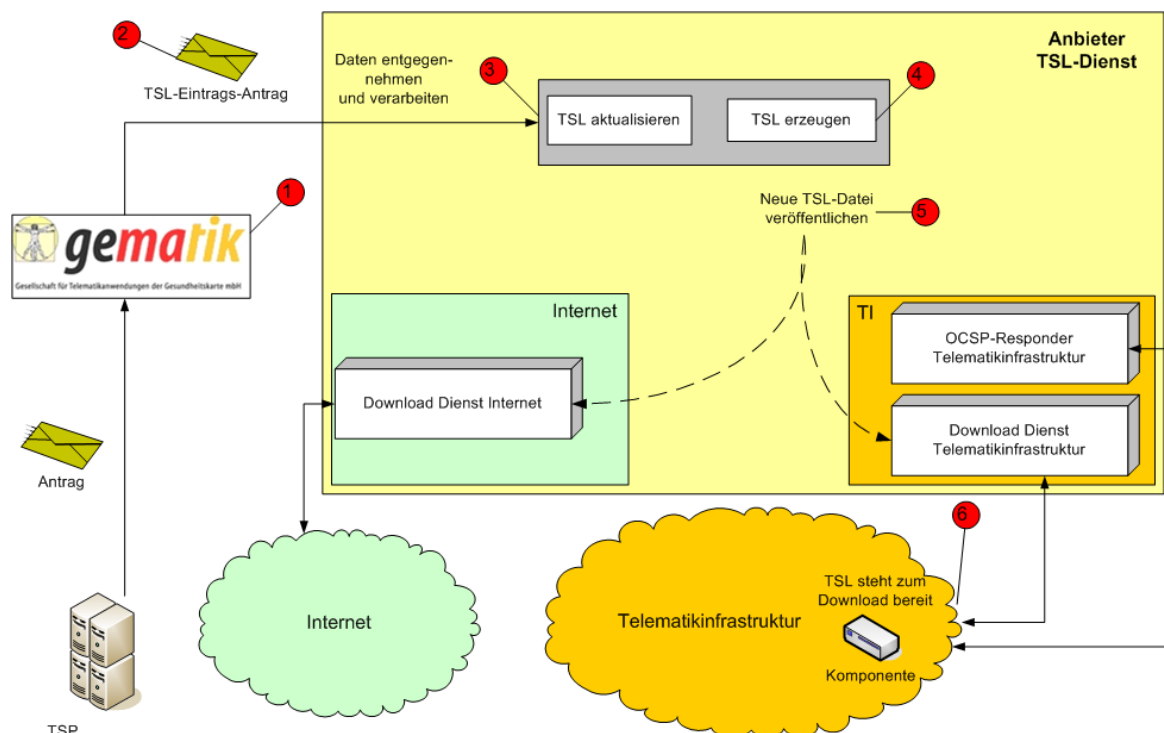 2
TSL-Eintrags-Antrag
Daten entgegen-
nehmen
und verarbeiten
3
4
Anbieter
TSL-Dienst
TSL aktualisieren
TSL erzeugen
1
gematik
Gesellschaft für Telematikanwendungen der Gesundheitskarte mbH
Neue TSL-Datei
veröffentlichen
5
Internet
Download Dienst Internet
TI
OCSP-Responder
Telematikinfrastruktur
Download Dienst
Telematikinfrastruktur
Antrag
6
Internet
Telematikinfrastruktur
TSL steht zum
Download bereit
Komponente
TSP